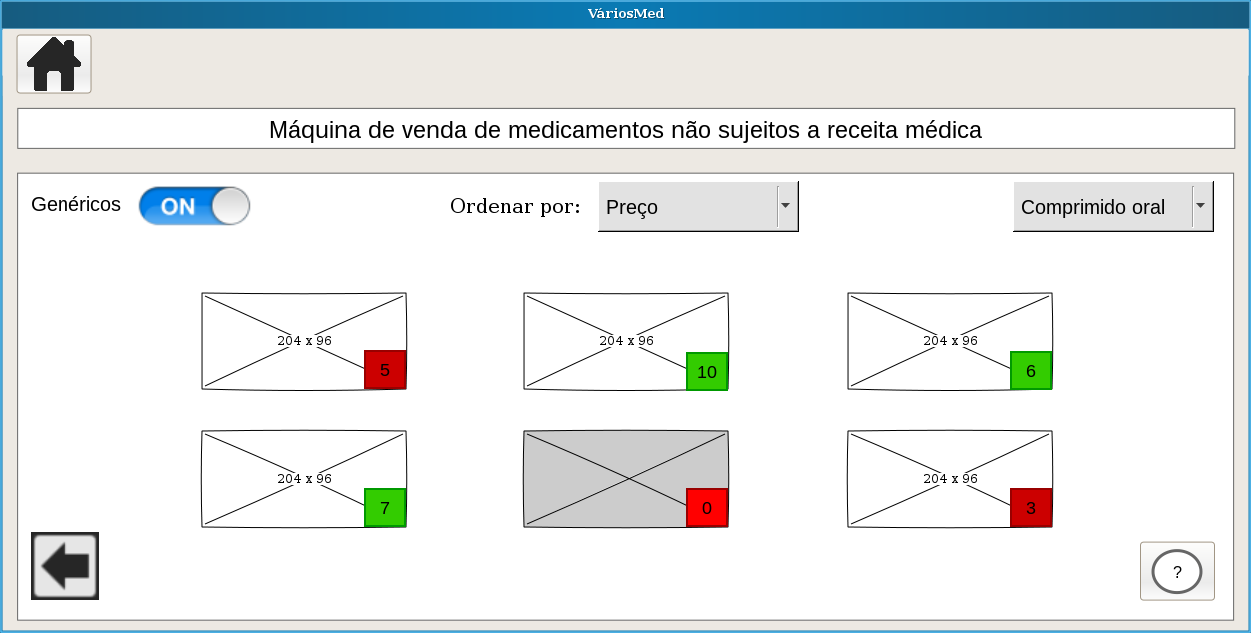 VáriosMed
Máquina de venda de medicamentos não sujeitos a receita médica
Genéricos ON Ordenar por: Preço Comprimido oral
204 x 96 204 x 96 204 x 96
5 10 6
204 x 96 204 x 96
7 0 3
?